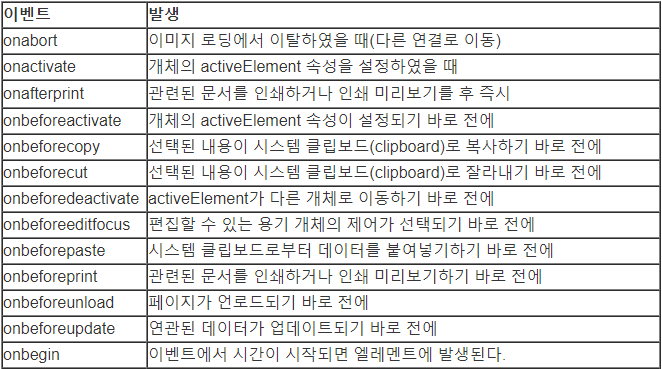 이벤트 발생
onabort 이미지 로딩에서 이탈하였을 때(다른 연결로 이동)
onactivate 개체의 activeElement 속성을 설정하였을 때
onafterprint 관련된 문서를 인쇄하거나 인쇄 미리보기를 후 즉시
onbeforeactivate 개체의 activeElement 속성이 설정되기 바로 전에
onbeforecopy 선택된 내용이 시스템 클립보드(clipboard)로 복사하기 바로 전에
onbeforecut 선택된 내용이 시스템 클립보드(clipboard)로 잘라내기 바로 전에
onbeforedeactivate activeElement가 다른 개체로 이동하기 바로 전에
onbeforeeditfocus 편집할 수 있는 용기 개체의 제어가 선택되기 바로 전에
onbeforepaste 시스템 클립보드로부터 데이터를 붙여넣기하기 바로 전에
onbeforeprint 관련된 문서를 인쇄하거나 인쇄 미리보기하기 바로 전에
onbeforeunload 페이지가 언로드되기 바로 전에
onbeforeupdate 연관된 데이터가 업데이트되기 바로 전에
onbegin 이벤트에서 시간이 시작되면 엘레멘트에 발생된다.